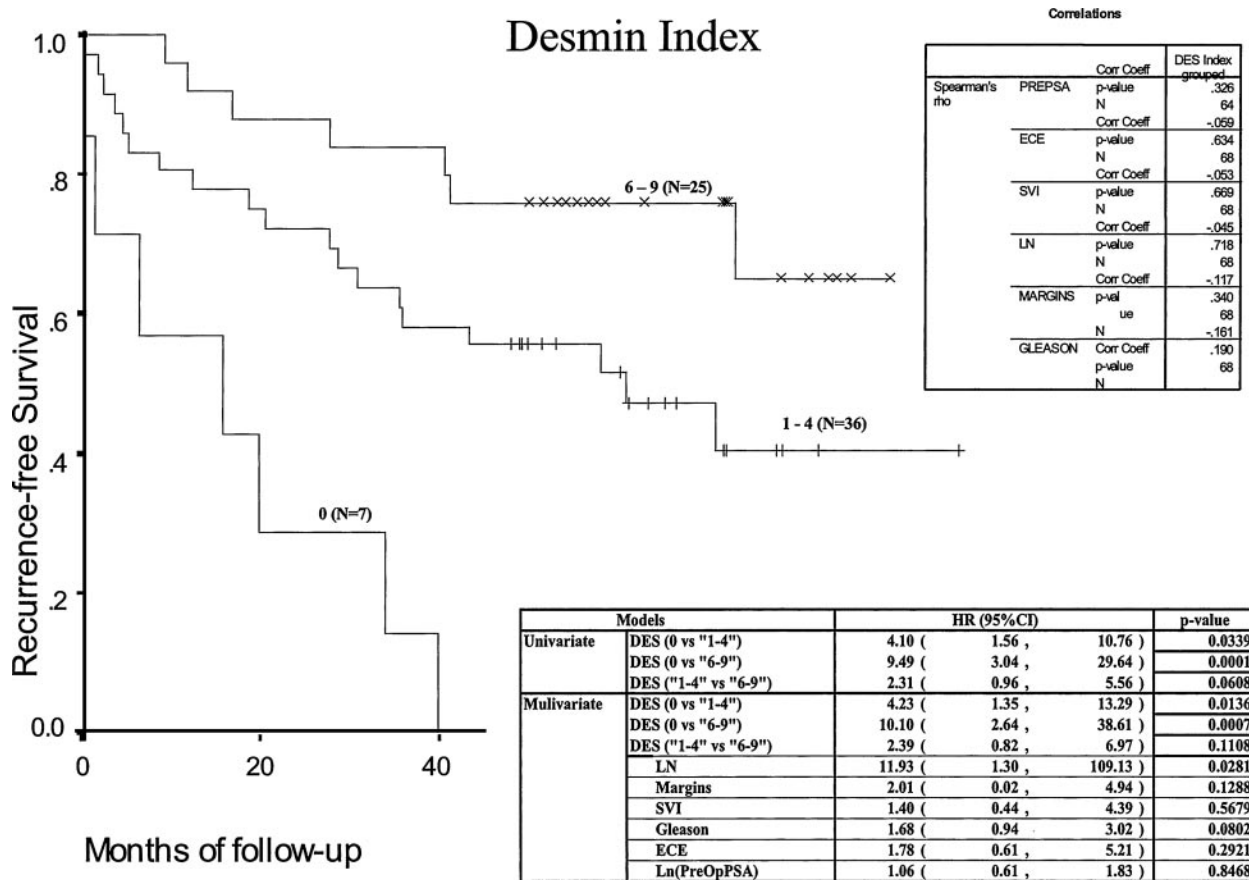 Desmin Index
Correlations
Corr Coeff DES Index grouped
Spearman's rho PREPSA p-value .326
N 64
Corr Coeff -.059
ECE p-value .634
N 68
Corr Coeff -.053
SVI p-value .669
N 68
Corr Coeff -.045
LN p-value .718
N 68
Corr Coeff -.117
MARGINS p-val .340
ue 68
N -.161
GLEASON Corr Coeff .190
p-value 68
N
1.0
.8
.6
.4
.2
0.0
Recurrence-free Survival
6 – 9 (N=25)
1 - 4 (N=36)
0 (N=7)
0 20 40
Months of follow-up
Models HR (95%CI) p-value
Univariate DES (0 vs "1-4") 4.10 ( 1.56 , 10.76 ) 0.0339
DES (0 vs "6-9") 9.49 ( 3.04 , 29.64 ) 0.0001
DES ("1-4" vs "6-9") 2.31 ( 0.96 , 5.56 ) 0.0608
Mulivariate DES (0 vs "1-4") 4.23 ( 1.35 , 13.29 ) 0.0136
DES (0 vs "6-9") 10.10 ( 2.64 , 38.61 ) 0.0007
DES ("1-4" vs "6-9") 2.39 ( 0.82 , 6.97 ) 0.1108
LN 11.93 ( 1.30 , 109.13 ) 0.0281
Margins 2.01 ( 0.02 , 4.94 ) 0.1288
SVI 1.40 ( 0.44 , 4.39 ) 0.5679
Gleason 1.68 ( 0.94 , 3.02 ) 0.0802
ECE 1.78 ( 0.61 , 5.21 ) 0.2921
Ln(PreOpPSA) 1.06 ( 0.61 , 1.83 ) 0.8468